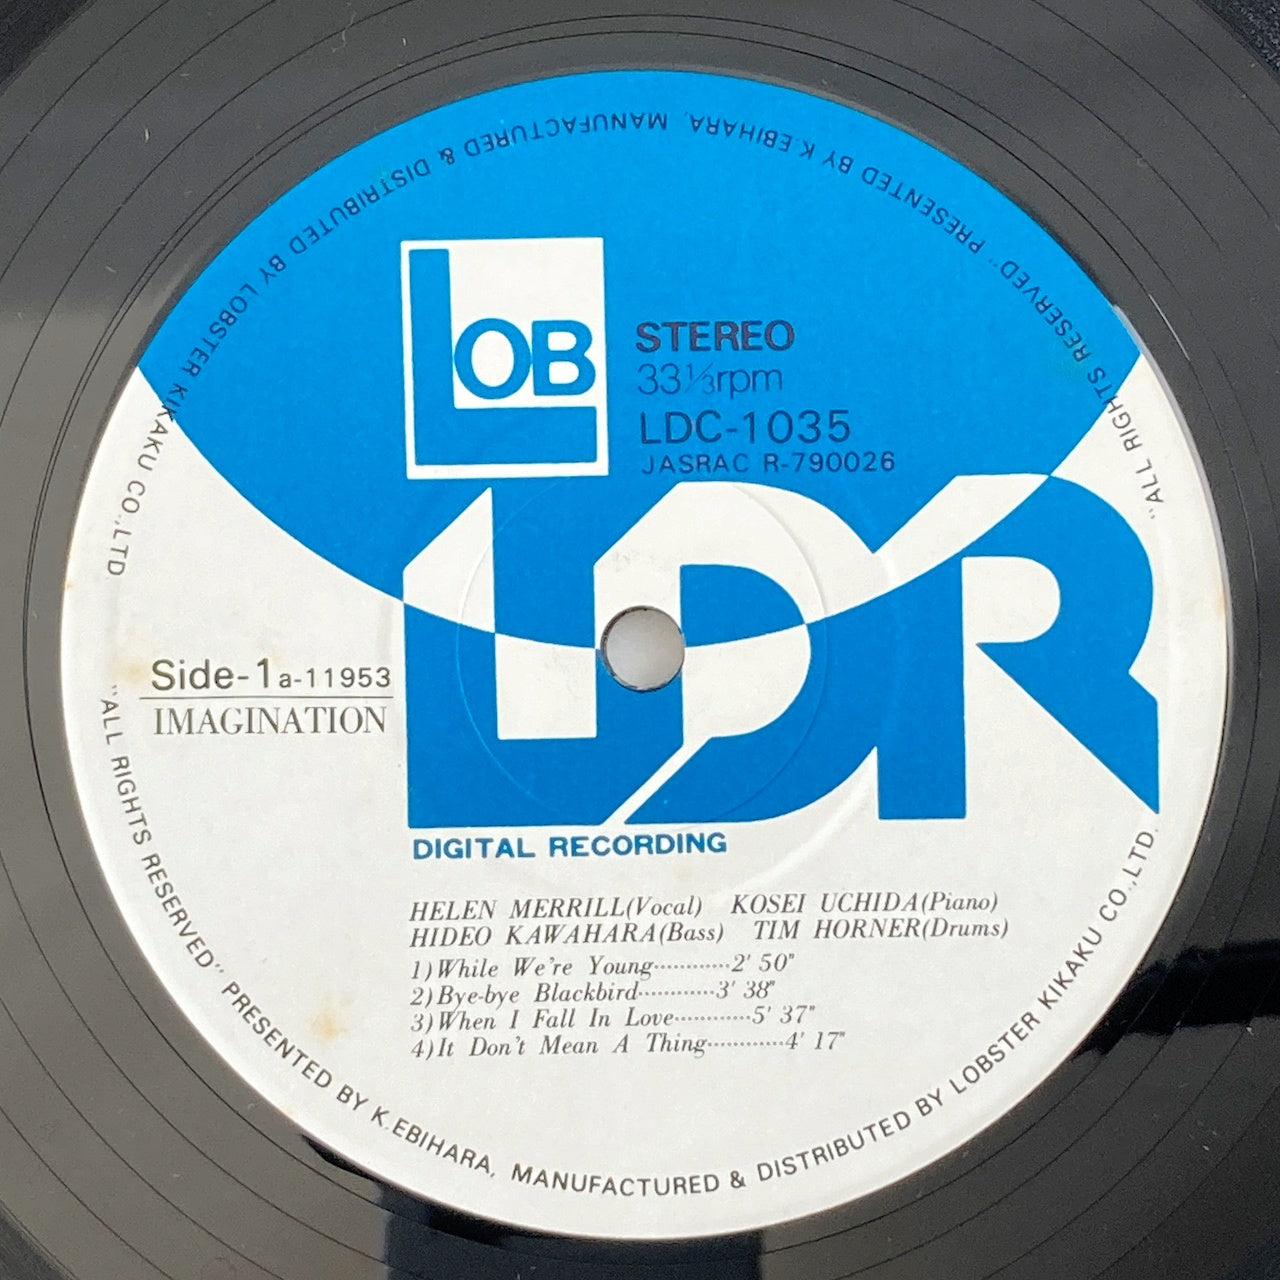 LOB
STEREO
33⅓rpm
LDC-1035
JASRAC R-790026
LDR
Side-1 a-11953
IMAGINATION
DIGITAL RECORDING
HELEN MERRILL(Vocal) KOSEI UCHIDA(Piano)
HIDEO KAWAHARA(Bass) TIM HORNER(Drums)
1)While We're Young············2' 50"
2)Bye-bye Blackbird············3' 38"
3)When I Fall In Love············5' 37"
4)It Don't Mean A Thing············4' 17"
"ALL RIGHTS RESERVED" PRESENTED BY K.EBIHARA, MANUFACTURED & DISTRIBUTED BY LOBSTER KIKAKU CO.,LTD.
"ALL RIGHTS RESERVED" PRESENTED BY K.EBIHARA, MANUFACTURED & DISTRIBUTED BY LOBSTER KIKAKU CO.,LTD.